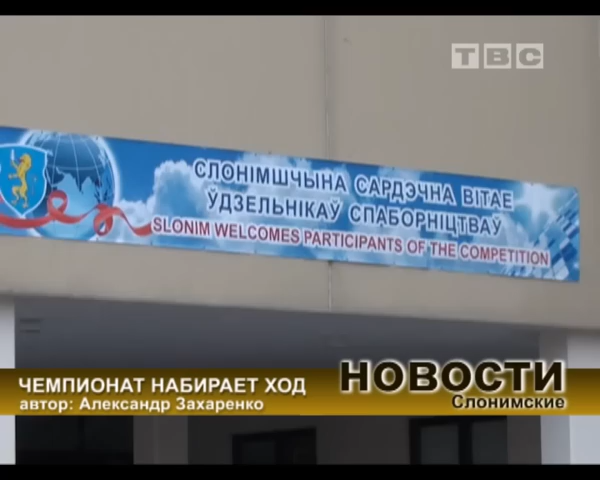 ТВС
СЛОНІМШЧЫНА САРДЭЧНА ВІТАЕ
ЎДЗЕЛЬНІКАЎ СПАБОРНІЦТВАЎ
SLONIM WELCOMES PARTICIPANTS OF THE COMPETITION
ЧЕМПИОНАТ НАБИРАЕТ ХОД
автор: Александр Захаренко
НОВОСТИ
Слонимские